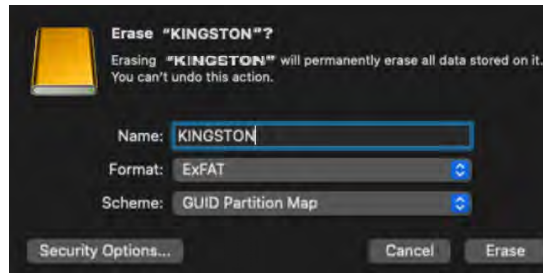 Erase “KINGSTON”?
Erasing “KINGSTON” will permanently erase all data stored on it.
You can’t undo this action.
Name: KINGSTON
Format: ExFAT
Scheme: GUID Partition Map
Security Options... Cancel Erase